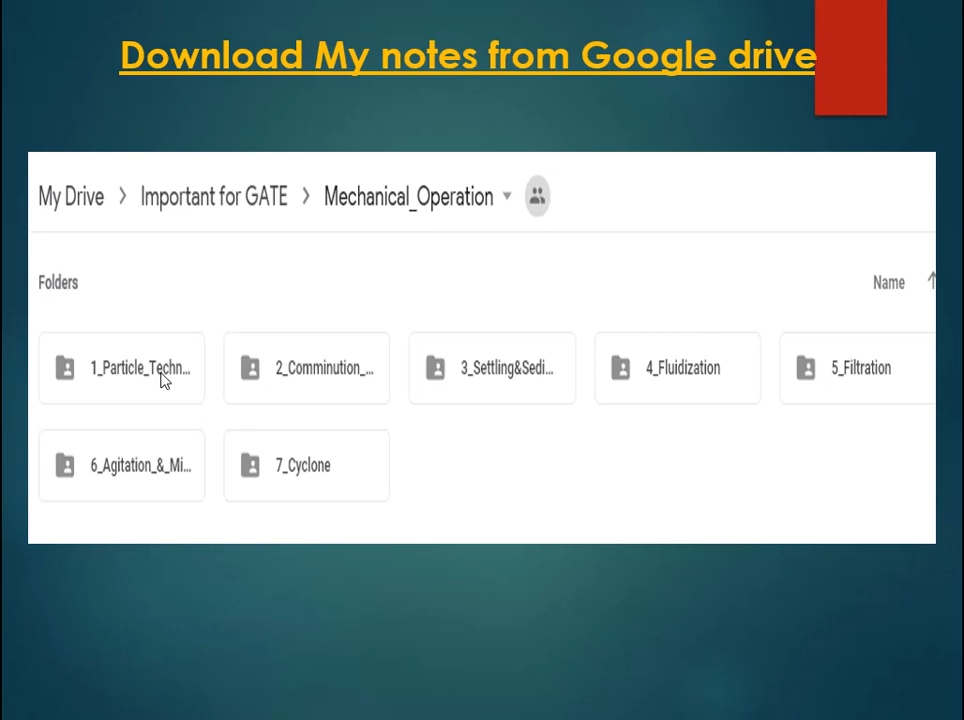 Download My notes from Google drive
My Drive > Important for GATE > Mechanical_Operation
Folders Name
1_Particle_Techn... 2_Comminution_... 3_Settling&Sedi... 4_Fluidization 5_Filtration
6_Agitation_&_Mi... 7_Cyclone